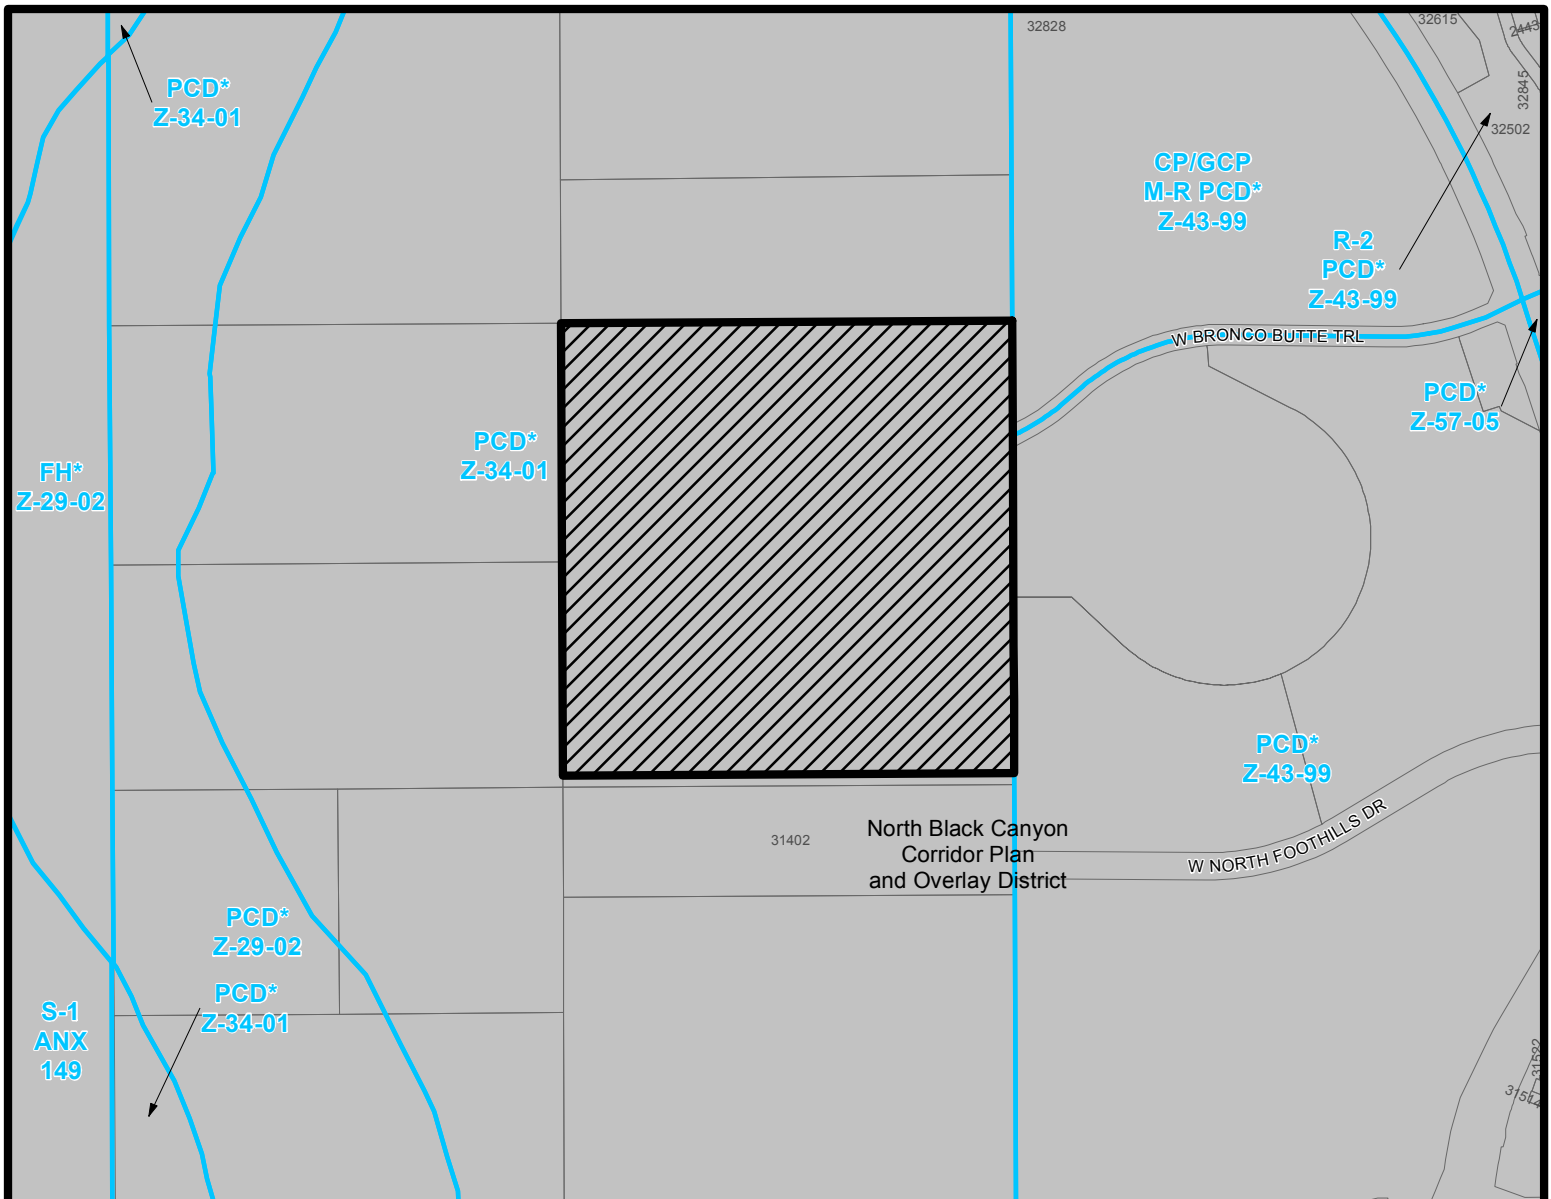 32828
32615
2443
32845
32502
PCD*
Z-34-01
CP/GCP
M-R PCD*
Z-43-99
R-2
PCD*
Z-43-99
W BRONCO BUTTE TRL
PCD*
Z-57-05
PCD*
Z-34-01
FH*
Z-29-02
PCD*
Z-43-99
W NORTH FOOTHILLS DR
31402
North Black Canyon
Corridor Plan
and Overlay District
PCD*
Z-29-02
PCD*
Z-34-01
S-1
ANX
149
31514